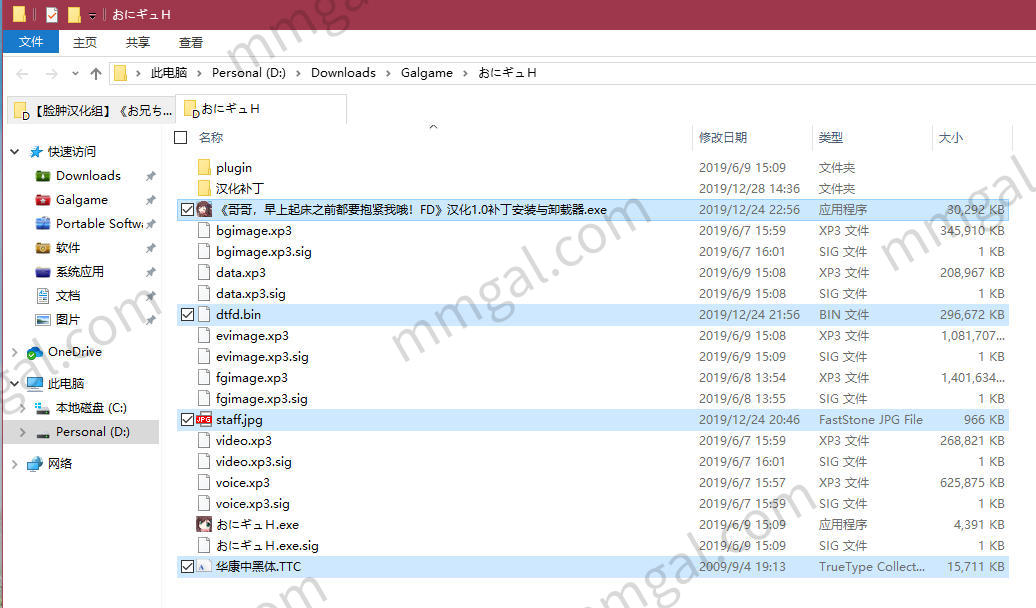 おにギュH
文件 主页 共享 查看
此电脑 › Personal (D:) › Downloads › Galgame › おにギュH
【脸肿汉化组】《お兄ち... おにギュH
名称 修改日期 类型 大小
快速访问
Downloads
Galgame
Portable Softwa
软件
系统应用
文档
图片
OneDrive
此电脑
本地磁盘 (C:)
Personal (D:)
网络
plugin 2019/6/9 15:09 文件夹
汉化补丁 2019/12/28 14:36 文件夹
《哥哥，早上起床之前都要抱紧我哦！FD》汉化1.0补丁安装与卸载器.exe 2019/12/24 22:56 应用程序 30,292 KB
bgimage.xp3 2019/6/7 15:59 XP3 文件 345,910 KB
bgimage.xp3.sig 2019/6/7 16:01 SIG 文件 1 KB
data.xp3 2019/6/9 15:08 XP3 文件 208,967 KB
data.xp3.sig 2019/6/9 15:08 SIG 文件 1 KB
dtfd.bin 2019/12/24 21:56 BIN 文件 296,672 KB
evimage.xp3 2019/6/9 15:08 XP3 文件 1,081,707...
evimage.xp3.sig 2019/6/9 15:09 SIG 文件 1 KB
fgimage.xp3 2019/6/8 13:54 XP3 文件 1,401,634...
fgimage.xp3.sig 2019/6/8 13:55 SIG 文件 1 KB
staff.jpg 2019/12/24 20:46 FastStone JPG File 966 KB
video.xp3 2019/6/7 15:59 XP3 文件 268,821 KB
video.xp3.sig 2019/6/7 16:01 SIG 文件 1 KB
voice.xp3 2019/6/7 15:57 XP3 文件 625,875 KB
voice.xp3.sig 2019/6/7 15:59 SIG 文件 1 KB
おにギュH.exe 2019/6/9 15:09 应用程序 4,391 KB
おにギュH.exe.sig 2019/6/9 15:09 SIG 文件 1 KB
华康中黑体.TTC 2009/9/4 19:13 TrueType Collect... 15,711 KB
mmgal.com